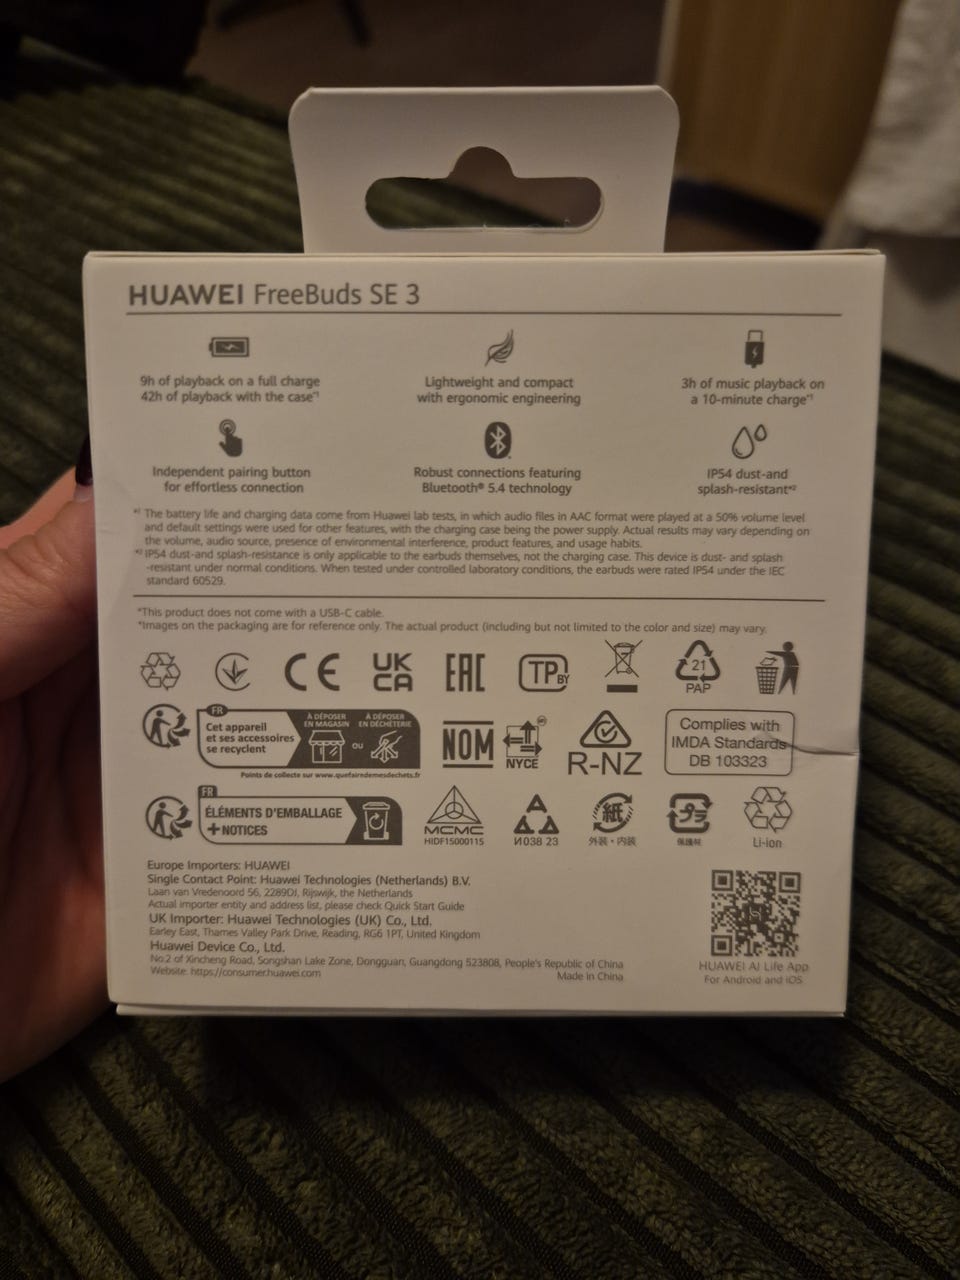 HUAWEI FreeBuds SE 3
9h of playback on a full charge
42h of playback with the case*1
Lightweight and compact
with ergonomic engineering
3h of music playback on
a 10-minute charge*1
Independent pairing button
for effortless connection
Robust connections featuring
Bluetooth® 5.4 technology
IP54 dust-and
splash-resistant*2
*1 The battery life and charging data come from Huawei lab tests, in which audio files in AAC format were played at a 50% volume level
and default settings were used for other features, with the charging case being the power supply. Actual results may vary depending on
the volume, audio source, presence of environmental interference, product features, and usage habits.
*2 IP54 dust-and splash-resistance is only applicable to the earbuds themselves, not the charging case. This device is dust- and splash
-resistant under normal conditions. When tested under controlled laboratory conditions, the earbuds were rated IP54 under the IEC
standard 60529.
*This product does not come with a USB-C cable.
*Images on the packaging are for reference only. The actual product (including but not limited to the color and size) may vary.
CE UK CA EAC TP BY 21 PAP
FR
Cet appareil
et ses accessoires
se recyclent
À DÉPOSER
EN MAGASIN
OU
À DÉPOSER
EN DÉCHÈTERIE
Points de collecte sur www.quefairedemesdechets.fr
NOM
NYCE
R-NZ
Complies with
IMDA Standards
DB 103323
FR
ÉLÉMENTS D'EMBALLAGE
+ NOTICES
MCMC
HIDF15000115
И038 23
紙
外装・内装
プラ
保護材
Li-ion
Europe Importers: HUAWEI
Single Contact Point: Huawei Technologies (Netherlands) B.V.
Laan van Vredenoord 56, 2289DJ, Rijswijk, the Netherlands
Actual importer entity and address list, please check Quick Start Guide
UK Importer: Huawei Technologies (UK) Co., Ltd.
Earley East, Thames Valley Park Drive, Reading, RG6 1PT, United Kingdom
Huawei Device Co., Ltd.
No.2 of Xincheng Road, Songshan Lake Zone, Dongguan, Guangdong 523808, People's Republic of China
Website: https://consumer.huawei.com
Made in China
HUAWEI AI Life App
For Android and iOS